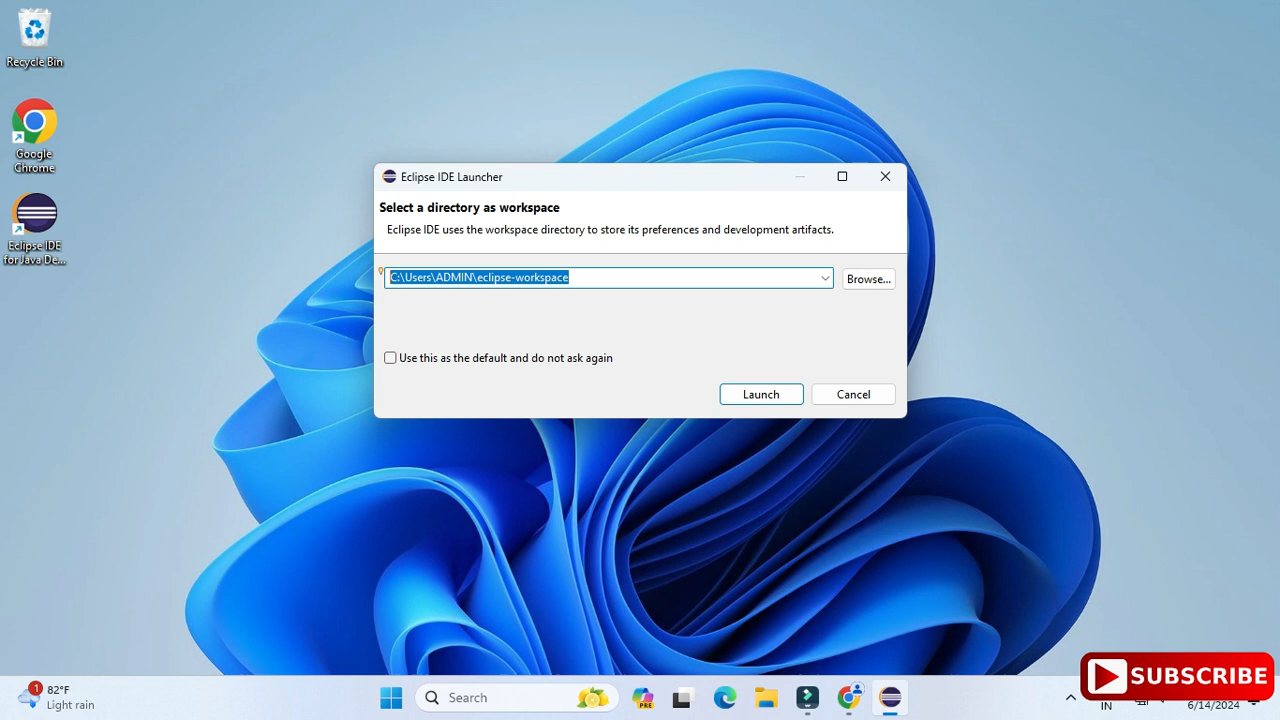 Recycle Bin
Google
Chrome
Eclipse IDE
for Java De...
Eclipse IDE Launcher
Select a directory as workspace
Eclipse IDE uses the workspace directory to store its preferences and development artifacts.
C:\Users\ADMIN\eclipse-workspace
Browse...
Use this as the default and do not ask again
Launch
Cancel
SUBSCRIBE
1
82°F
Light rain
Search
PRE
IN
6/14/2024